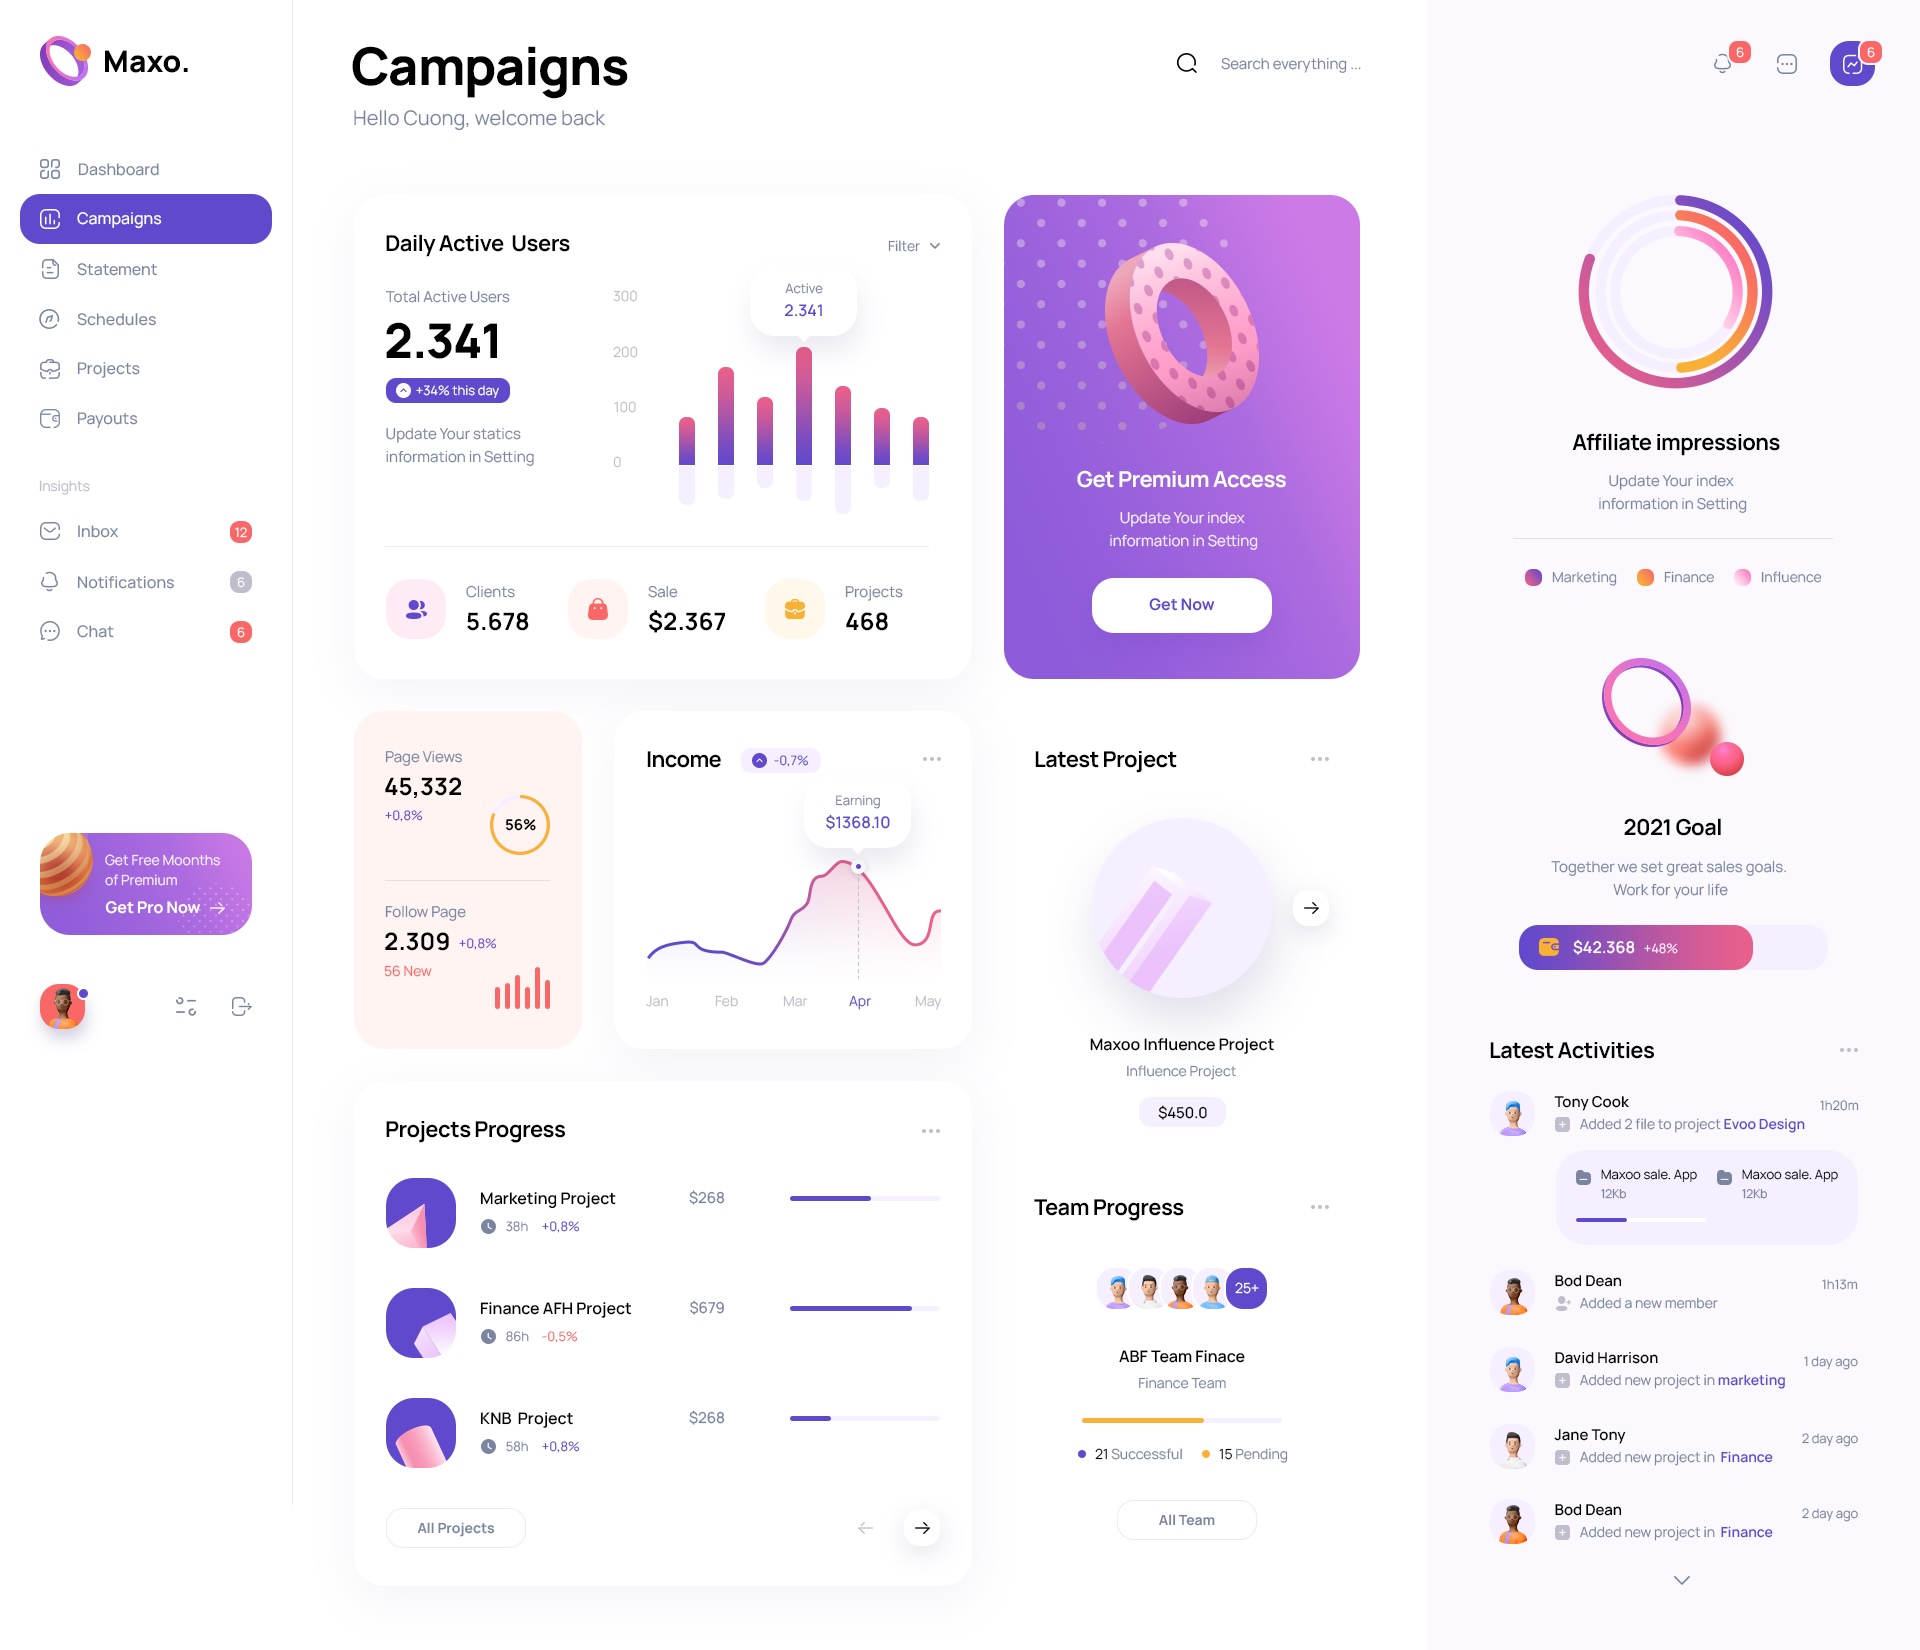 Maxo.
Dashboard
Campaigns
Statement
Schedules
Projects
Payouts
Insights
Inbox
12
Notifications
6
Chat
6
Get Free Moonths
of Premium
Get Pro Now
Campaigns
Hello Cuong, welcome back
Search everything ...
Daily Active Users
Filter
Total Active Users
2.341
+34% this day
Update Your statics
information in Setting
300
200
100
0
Active
2.341
Clients
5.678
Sale
$2.367
Projects
468
Get Premium Access
Update Your index
information in Setting
Get Now
Page Views
45,332
+0,8%
56%
Follow Page
2.309 +0,8%
56 New
Income
-0,7%
Earning
$1368.10
Jan Feb Mar Apr May
Latest Project
Maxoo Influence Project
Influence Project
$450.0
Projects Progress
Marketing Project
$268
38h +0,8%
Finance AFH Project
$679
86h -0,5%
KNB Project
$268
58h +0,8%
All Projects
Team Progress
25+
ABF Team Finace
Finance Team
21 Successful
15 Pending
All Team
6
6
Affiliate impressions
Update Your index
information in Setting
Marketing Finance Influence
2021 Goal
Together we set great sales goals.
Work for your life
$42.368 +48%
Latest Activities
Tony Cook
1h20m
Added 2 file to project Evoo Design
Maxoo sale. App
12Kb
Maxoo sale. App
12Kb
Bod Dean
1h13m
Added a new member
David Harrison
1 day ago
Added new project in marketing
Jane Tony
2 day ago
Added new project in Finance
Bod Dean
2 day ago
Added new project in Finance